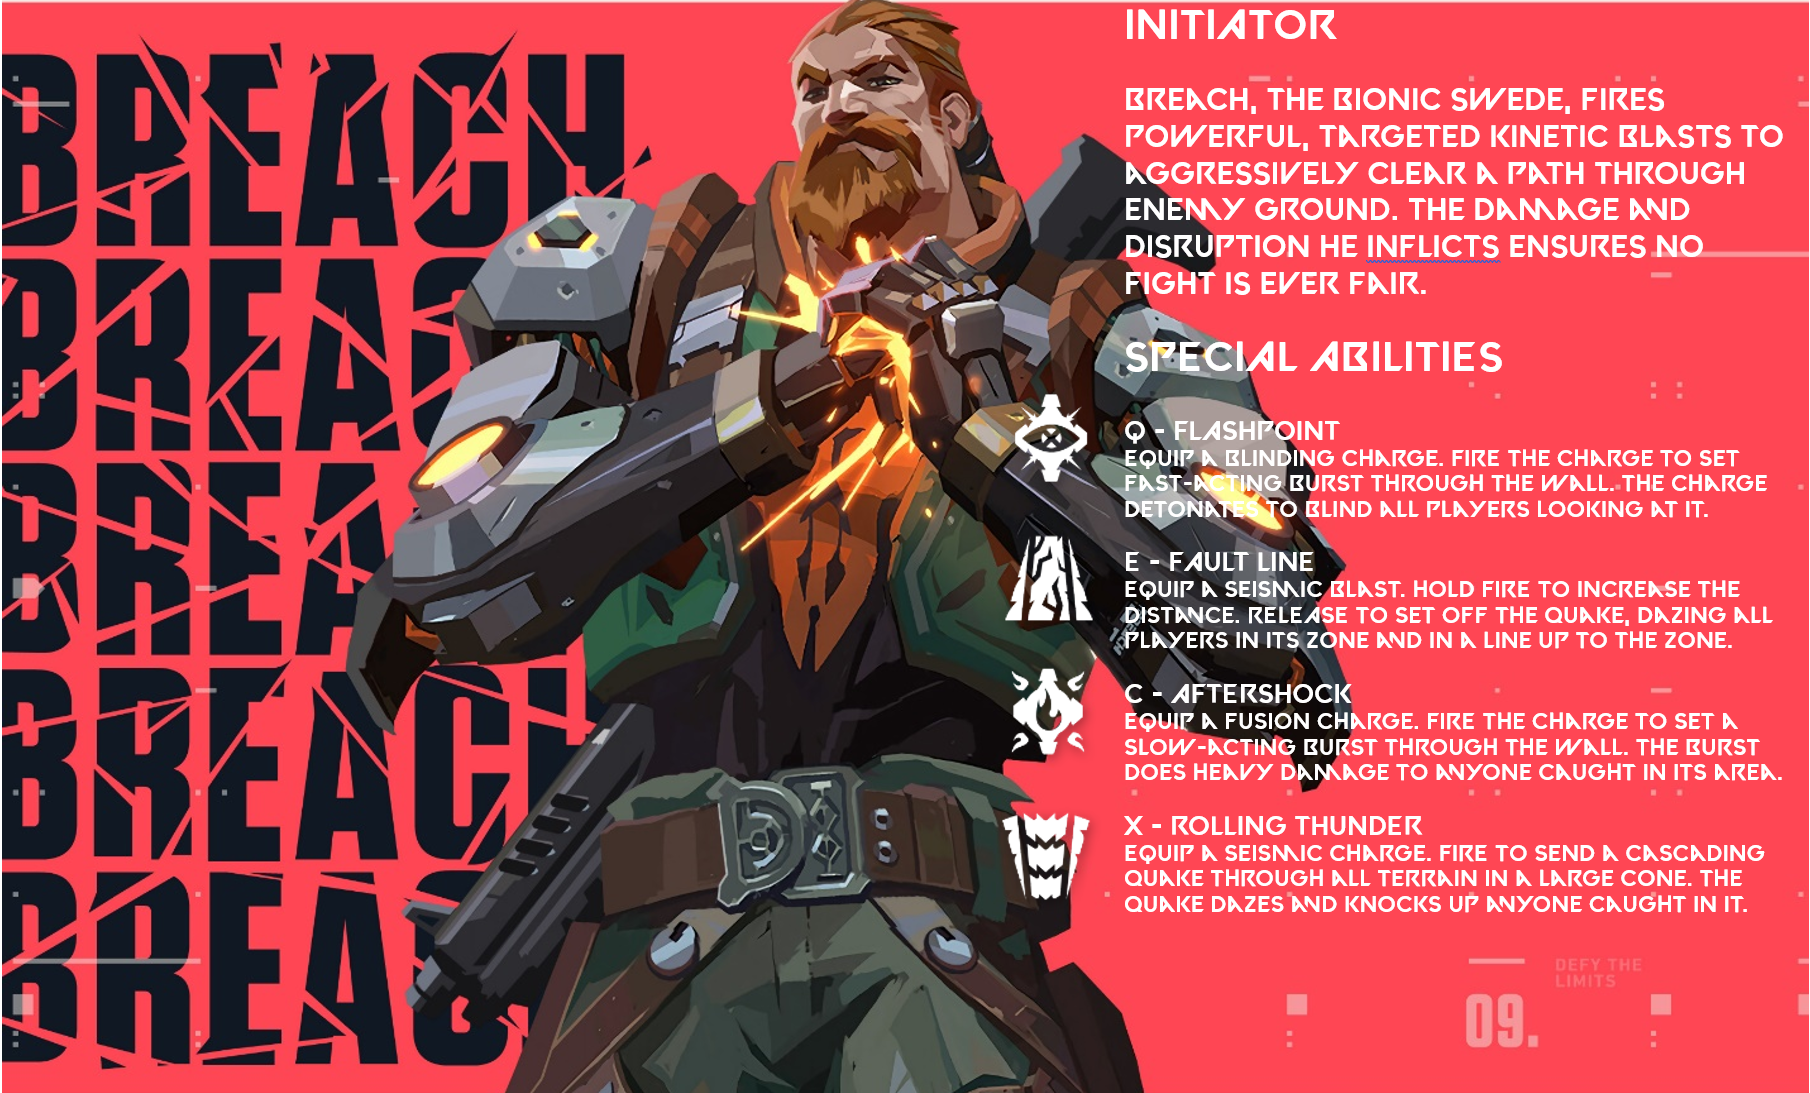 BREACH
BREAC
BREA
BREACH
BREAC
INITIATOR
BREACH, THE BIONIC SWEDE, FIRES
POWERFUL, TARGETED KINETIC BLASTS TO
AGGRESSIVELY CLEAR A PATH THROUGH
ENEMY GROUND. THE DAMAGE AND
DISRUPTION HE INFLICTS ENSURES NO
FIGHT IS EVER FAIR.
SPECIAL ABILITIES
Q - FLASHPOINT
EQUIP A BLINDING CHARGE. FIRE THE CHARGE TO SET
FAST-ACTING BURST THROUGH THE WALL. THE CHARGE
DETONATES TO BLIND ALL PLAYERS LOOKING AT IT.
E - FAULT LINE
EQUIP A SEISMIC BLAST. HOLD FIRE TO INCREASE THE
DISTANCE. RELEASE TO SET OFF THE QUAKE, DAZING ALL
PLAYERS IN ITS ZONE AND IN A LINE UP TO THE ZONE.
C - AFTERSHOCK
EQUIP A FUSION CHARGE. FIRE THE CHARGE TO SET A
SLOW-ACTING BURST THROUGH THE WALL. THE BURST
DOES HEAVY DAMAGE TO ANYONE CAUGHT IN ITS AREA.
X - ROLLING THUNDER
EQUIP A SEISMIC CHARGE. FIRE TO SEND A CASCADING
QUAKE THROUGH ALL TERRAIN IN A LARGE CONE. THE
QUAKE DAZES AND KNOCKS UP ANYONE CAUGHT IN IT.
DEFY THE
LIMITS
09.